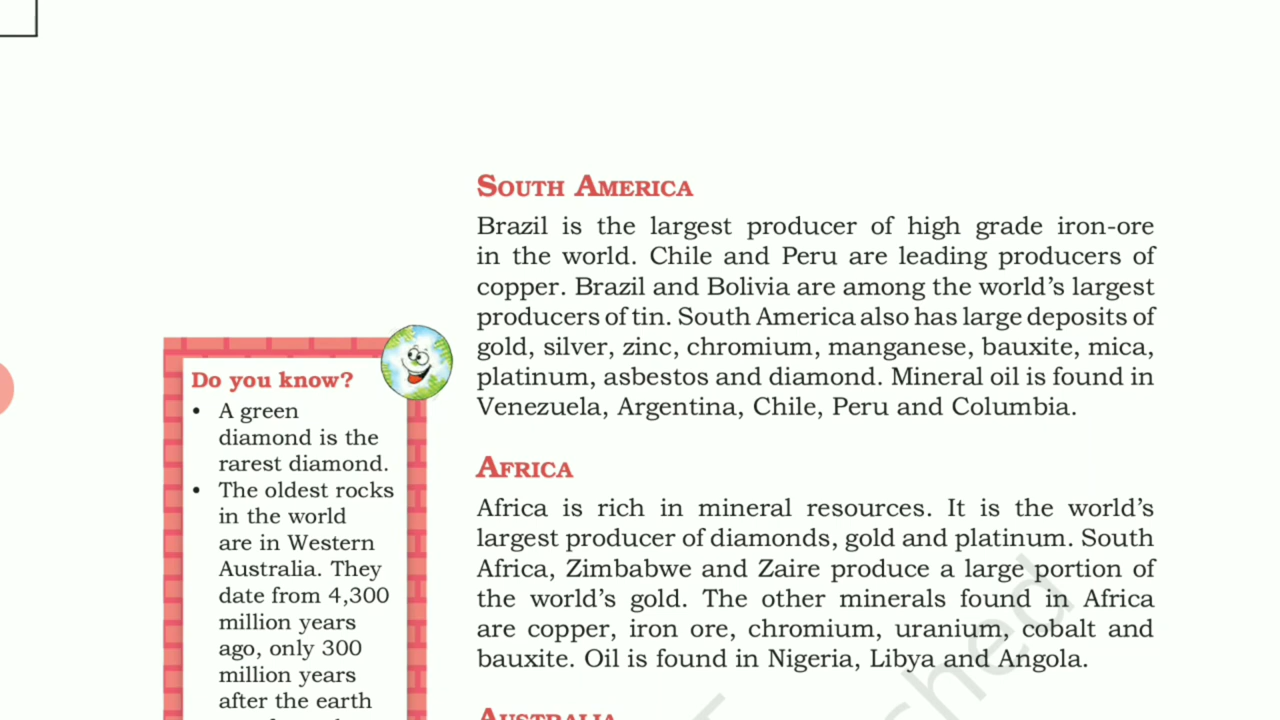 SOUTH AMERICA
Brazil is the largest producer of high grade iron-ore
in the world. Chile and Peru are leading producers of
copper. Brazil and Bolivia are among the world's largest
producers of tin. South America also has large deposits of
gold, silver, zinc, chromium, manganese, bauxite, mica,
platinum, asbestos and diamond. Mineral oil is found in
Venezuela, Argentina, Chile, Peru and Columbia.
Do you know?
• A green
diamond is the
rarest diamond.
• The oldest rocks
in the world
are in Western
Australia. They
date from 4,300
million years
ago, only 300
million years
after the earth
AFRICA
Africa is rich in mineral resources. It is the world's
largest producer of diamonds, gold and platinum. South
Africa, Zimbabwe and Zaire produce a large portion of
the world's gold. The other minerals found in Africa
are copper, iron ore, chromium, uranium, cobalt and
bauxite. Oil is found in Nigeria, Libya and Angola.
AUSTRALIA